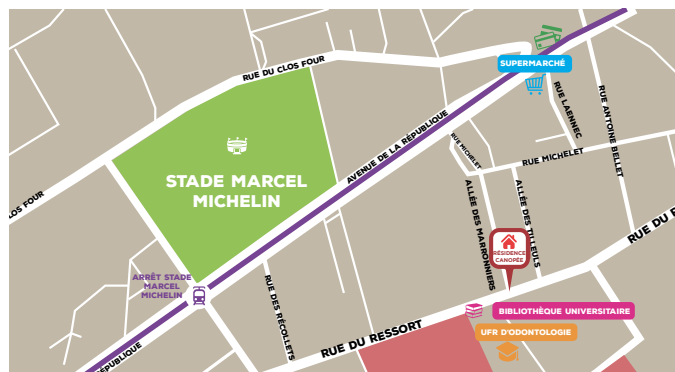 RUE DU CLOS FOUR
SUPERMARCHÉ
RUE LAENNEC
RUE ANTOINE BELLET
AVENUE DE LA RÉPUBLIQUE
RUE MICHELET
RUE MICHELET
STADE MARCEL
MICHELIN
CLOS FOUR
ALLÉE DES MARRONNIERS
ALLÉE DES TILLEULS
RUE DU
RÉSIDENCE
CANOPÉE
ARRÊT STADE
MARCEL
MICHELIN
RUE DES RÉCOLLETS
BIBLIOTHÈQUE UNIVERSITAIRE
UFR D'ODONTOLOGIE
RUE DU RESSORT
RÉPUBLIQUE